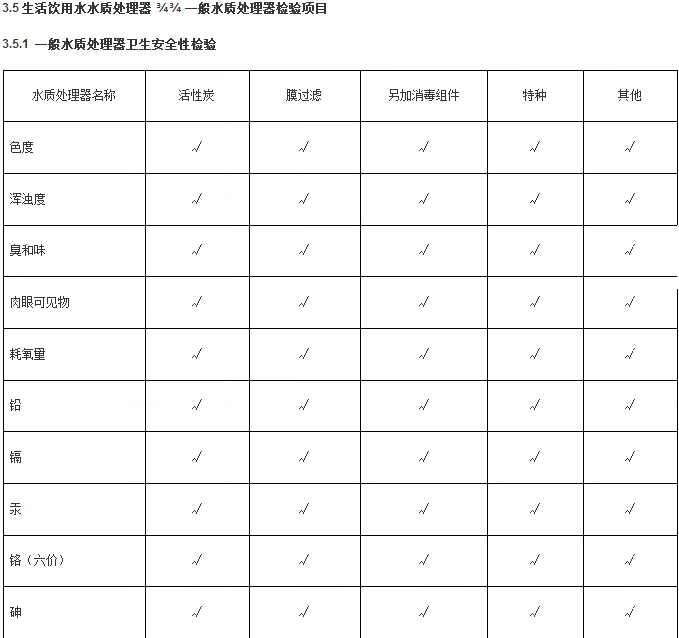 3.5 生活饮用水水质处理器 ¾¾ 一般水质处理器检验项目
3.5.1 一般水质处理器卫生安全性检验
水质处理器名称 活性炭 膜过滤 另加消毒组件 特种 其他
色度 √ √ √ √ √
浑浊度 √ √ √ √ √
臭和味 √ √ √ √ √
肉眼可见物 √ √ √ √ √
耗氧量 √ √ √ √ √
铅 √ √ √ √ √
镉 √ √ √ √ √
汞 √ √ √ √ √
铬（六价） √ √ √ √ √
砷 √ √ √ √ √